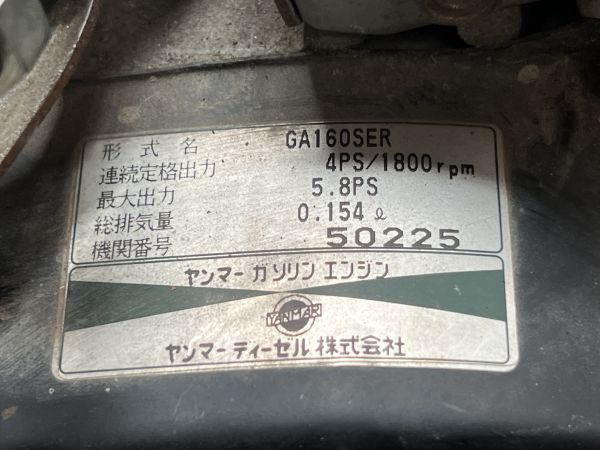 形式名 GA160SER
連続定格出力 4PS/1800rpm
最大出力 5.8PS
総排気量 0.154ℓ
機関番号 50225
ヤンマーガソリンエンジン
YANMAR
ヤンマーディーゼル株式会社